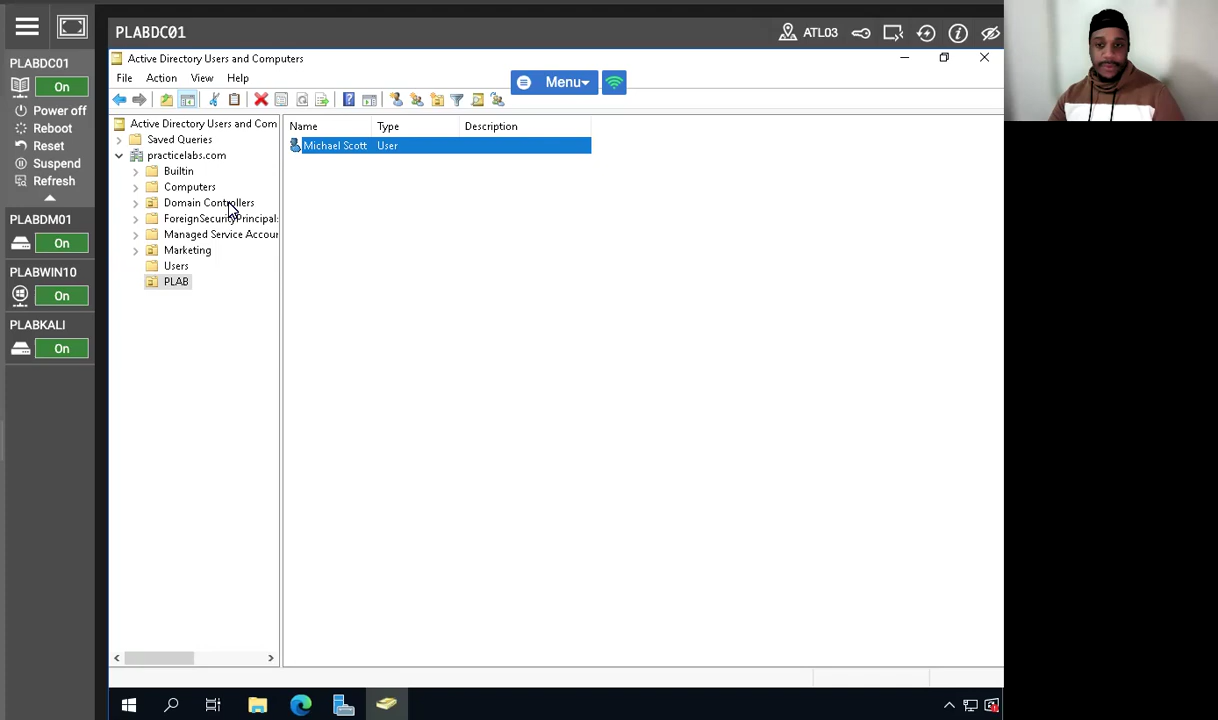 PLABDC01
On
Power off
Reboot
Reset
Suspend
Refresh
PLABDM01
On
PLABWIN10
On
PLABKALI
On
PLABDC01
ATL03
Active Directory Users and Computers
File Action View Help
Menu
Active Directory Users and Com
Saved Queries
practicelabs.com
Builtin
Computers
Domain Controllers
ForeignSecurityPrincipals
Managed Service Accour
Marketing
Users
PLAB
Name Type Description
Michael Scott User